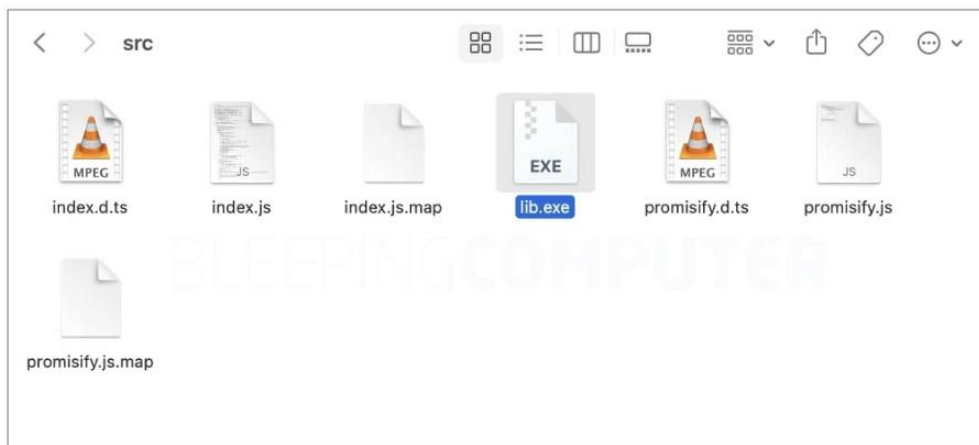 src
MPEG
JS
EXE
MPEG
JS
index.d.ts
index.js
index.js.map
lib.exe
promisify.d.ts
promisify.js
BLEEPINGCOMPUTER
promisify.js.map